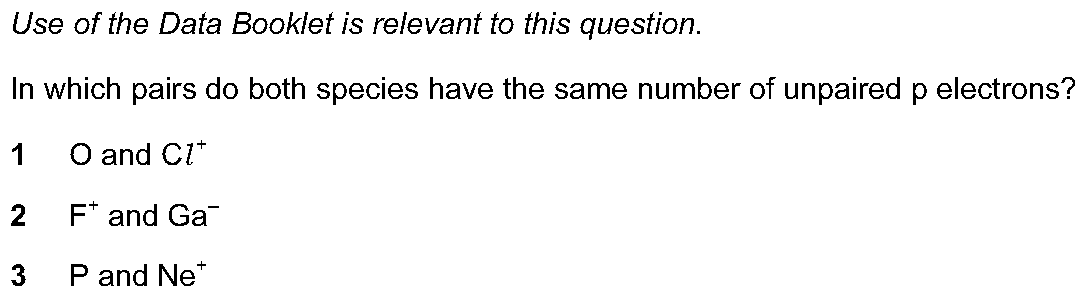 Use of the Data Booklet is relevant to this question.
In which pairs do both species have the same number of unpaired p electrons?
1 O and Cl⁺
2 F⁺ and Ga⁻
3 P and Ne⁺